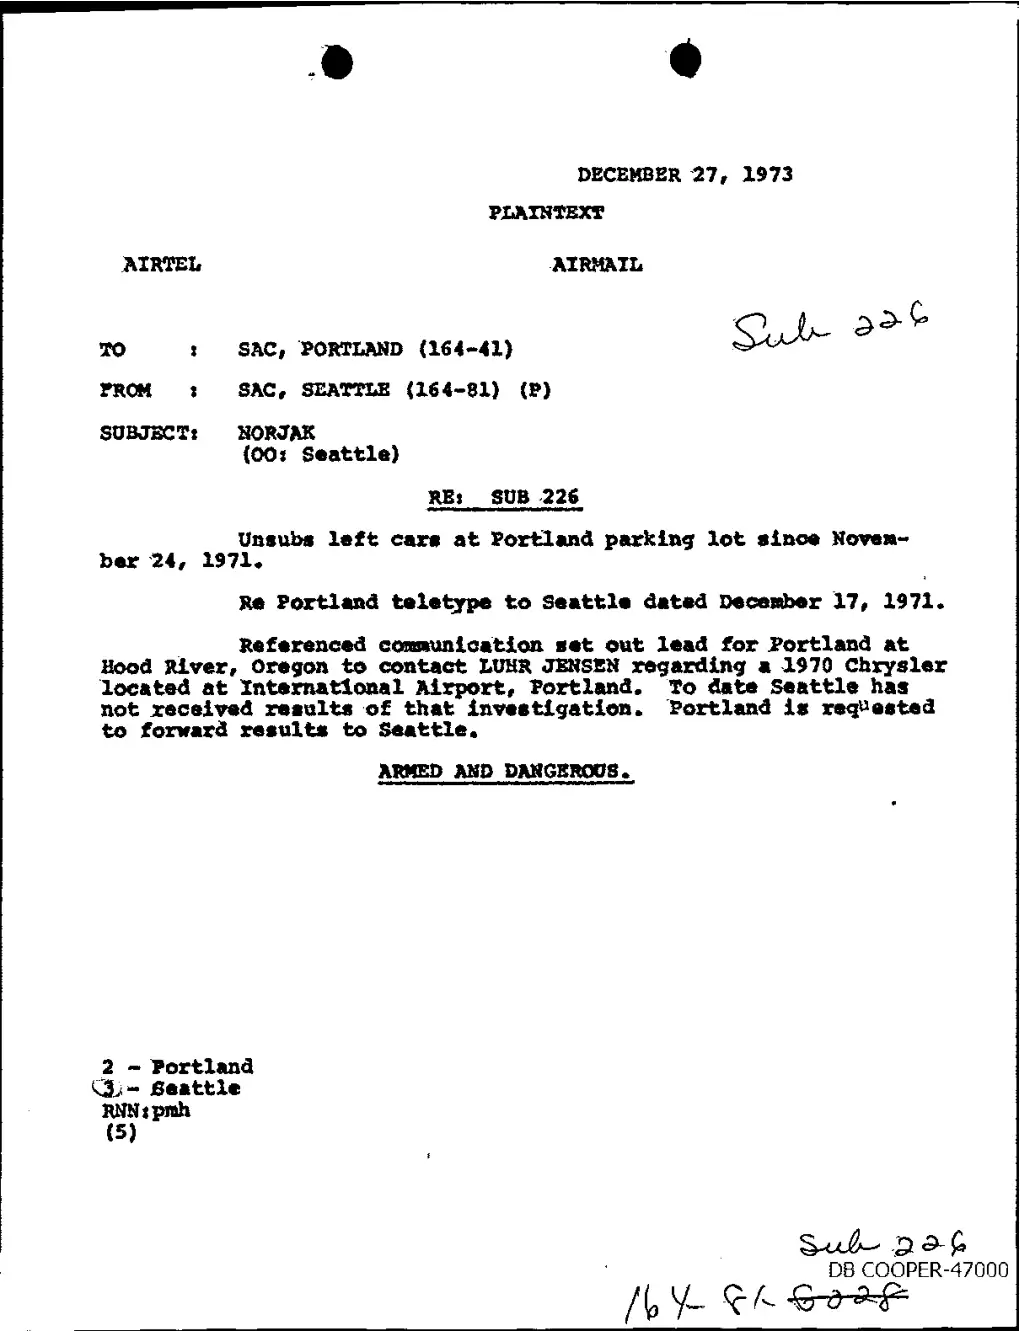 DECEMBER 27, 1973
PLAINTEXT
AIRTEL AIRMAIL
Sub 226
TO : SAC, PORTLAND (164-41)
FROM : SAC, SEATTLE (164-81) (P)
SUBJECT: NORJAK
(OO: Seattle)
RE: SUB 226
Unsubs left cars at Portland parking lot since Novem-
ber 24, 1971.
Re Portland teletype to Seattle dated December 17, 1971.
Referenced communication set out lead for Portland at
Hood River, Oregon to contact LUHR JENSEN regarding a 1970 Chrysler
located at International Airport, Portland. To date Seattle has
not received results of that investigation. Portland is requested
to forward results to Seattle.
ARMED AND DANGEROUS.
2 - Portland
3 - Seattle
RNN:pmh
(5)
Sub 226
DB COOPER-47000
164-81-8228